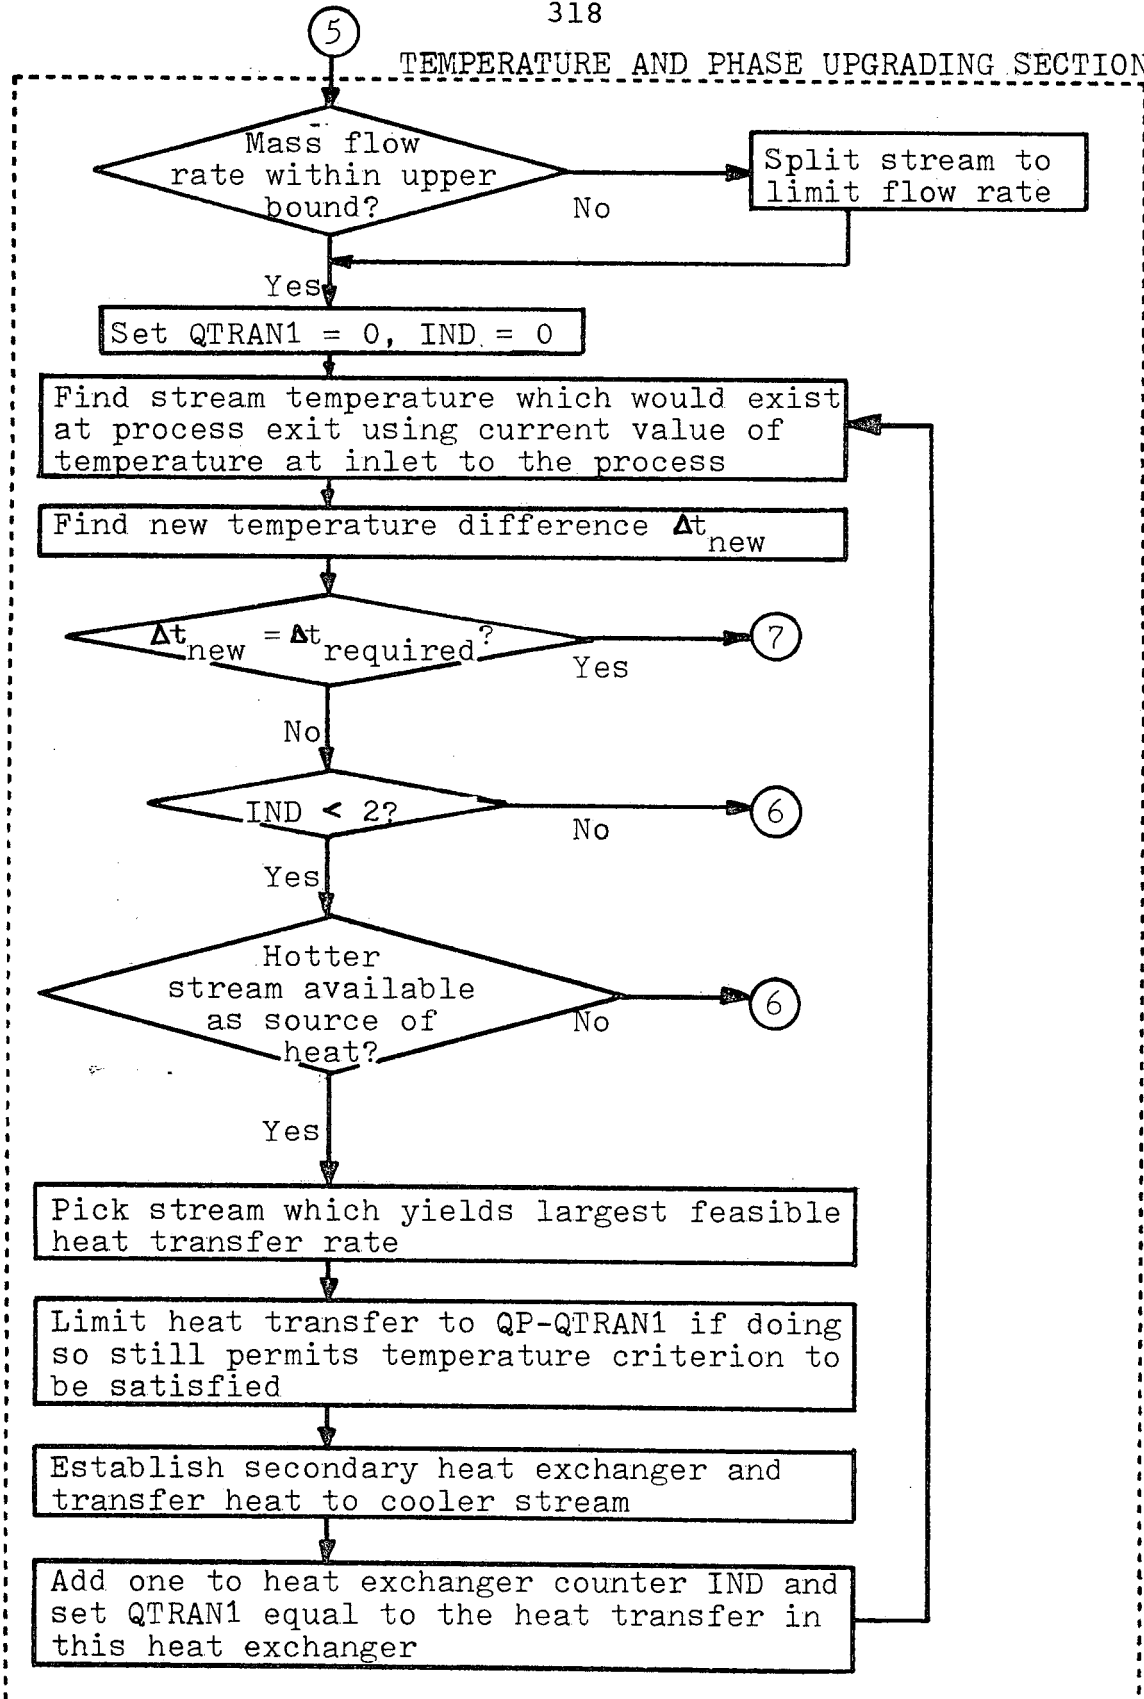 318
5
TEMPERATURE AND PHASE UPGRADING SECTION
Mass flow
rate within upper
bound?
Split stream to
limit flow rate
No
Yes
Set QTRAN1 = 0, IND = 0
Find stream temperature which would exist
at process exit using current value of
temperature at inlet to the process
Find new temperature difference Δt new
Δt new = Δt required?
7
Yes
No
IND < 2?
6
No
Yes
Hotter
stream available
as source of
heat?
6
No
Yes
Pick stream which yields largest feasible
heat transfer rate
Limit heat transfer to QP-QTRAN1 if doing
so still permits temperature criterion to
be satisfied
Establish secondary heat exchanger and
transfer heat to cooler stream
Add one to heat exchanger counter IND and
set QTRAN1 equal to the heat transfer in
this heat exchanger